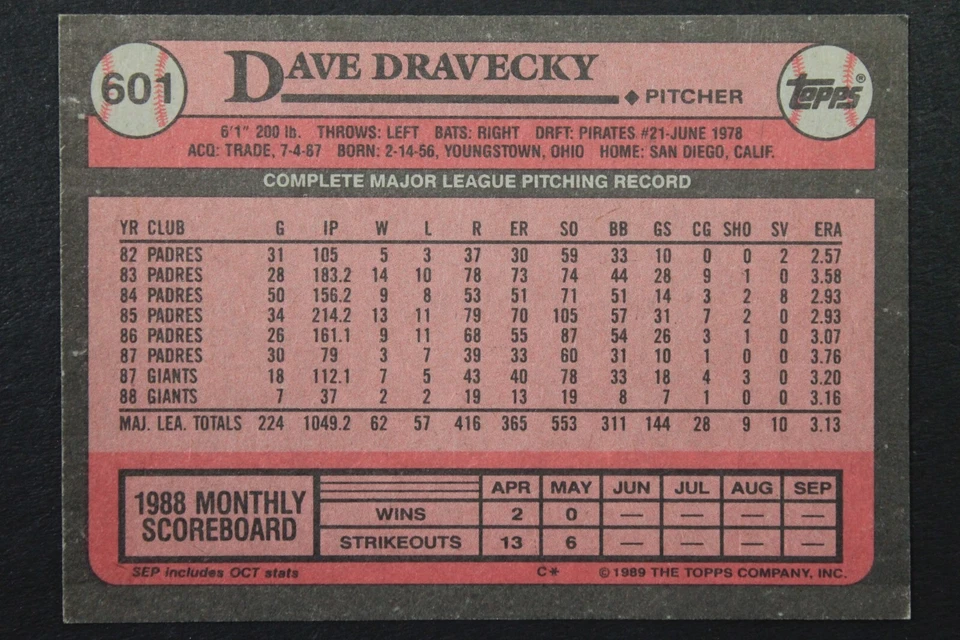 601 DAVE DRAVECKY ◆ PITCHER Topps®
6'1" 200 lb. THROWS: LEFT BATS: RIGHT DRFT: PIRATES #21-JUNE 1978
ACQ: TRADE, 7-4-87 BORN: 2-14-56, YOUNGSTOWN, OHIO HOME: SAN DIEGO, CALIF.
COMPLETE MAJOR LEAGUE PITCHING RECORD
YR CLUB G IP W L R ER SO BB GS CG SHO SV ERA
82 PADRES 31 105 5 3 37 30 59 33 10 0 0 2 2.57
83 PADRES 28 183.2 14 10 78 73 74 44 28 9 1 0 3.58
84 PADRES 50 156.2 9 8 53 51 71 51 14 3 2 8 2.93
85 PADRES 34 214.2 13 11 79 70 105 57 31 7 2 0 2.93
86 PADRES 26 161.1 9 11 68 55 87 54 26 3 1 0 3.07
87 PADRES 30 79 3 7 39 33 60 31 10 1 0 0 3.76
87 GIANTS 18 112.1 7 5 43 40 78 33 18 4 3 0 3.20
88 GIANTS 7 37 2 2 19 13 19 8 7 1 0 0 3.16
MAJ. LEA. TOTALS 224 1049.2 62 57 416 365 553 311 144 28 9 10 3.13
1988 MONTHLY SCOREBOARD
APR MAY JUN JUL AUG SEP
WINS 2 0 — — — —
STRIKEOUTS 13 6 — — — —
SEP includes OCT stats C* © 1989 THE TOPPS COMPANY, INC.